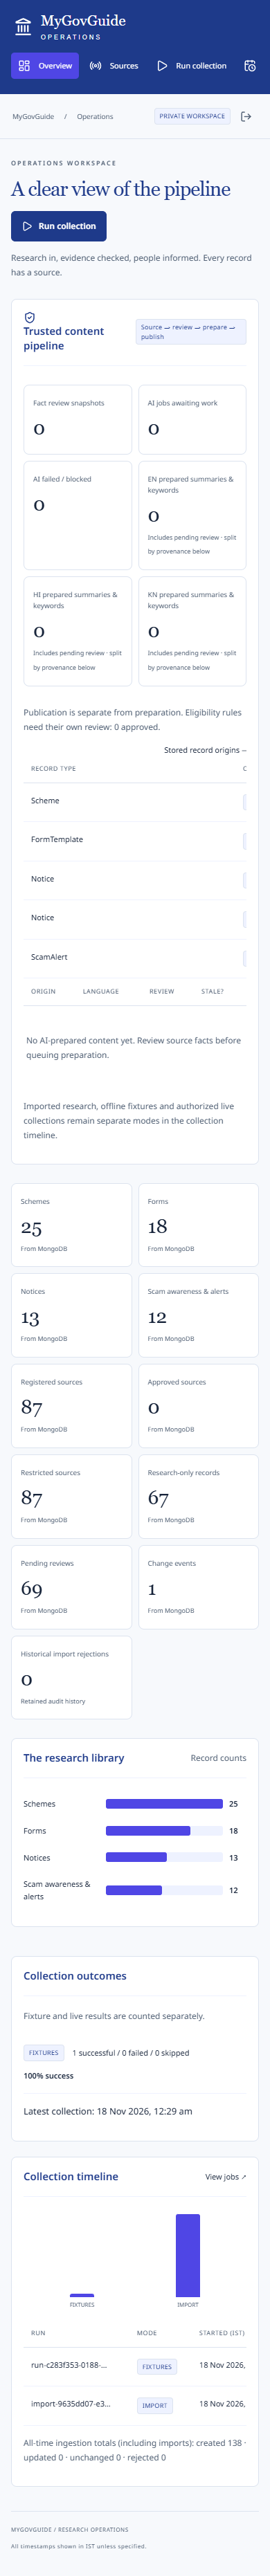 MyGovGuide
OPERATIONS
Overview
Sources
Run collection
MyGovGuide / Operations
PRIVATE WORKSPACE
OPERATIONS WORKSPACE
A clear view of the pipeline
Run collection
Research in, evidence checked, people informed. Every record
has a source.
Trusted content
pipeline
Source → review → prepare →
publish
Fact review snapshots
0
AI jobs awaiting work
0
AI failed / blocked
0
EN prepared summaries &
keywords
0
Includes pending review · split
by provenance below
HI prepared summaries &
keywords
0
Includes pending review · split
by provenance below
KN prepared summaries &
keywords
0
Includes pending review · split
by provenance below
Publication is separate from preparation. Eligibility rules
need their own review: 0 approved.
Stored record origins —
RECORD TYPE
Scheme
FormTemplate
Notice
Notice
ScamAlert
ORIGIN LANGUAGE REVIEW STALE?
No AI-prepared content yet. Review source facts before
queuing preparation.
Imported research, offline fixtures and authorized live
collections remain separate modes in the collection
timeline.
Schemes
25
From MongoDB
Forms
18
From MongoDB
Notices
13
From MongoDB
Scam awareness & alerts
12
From MongoDB
Registered sources
87
From MongoDB
Approved sources
0
From MongoDB
Restricted sources
87
From MongoDB
Research-only records
67
From MongoDB
Pending reviews
69
From MongoDB
Change events
1
From MongoDB
Historical import rejections
0
Retained audit history
The research library
Record counts
Schemes 25
Forms 18
Notices 13
Scam awareness &
alerts 12
Collection outcomes
Fixture and live results are counted separately.
FIXTURES 1 successful / 0 failed / 0 skipped
100% success
Latest collection: 18 Nov 2026, 12:29 am
Collection timeline
View jobs ↗
FIXTURES IMPORT
RUN MODE STARTED (IST)
run-c283f353-0188-... FIXTURES 18 Nov 2026,
import-9635dd07-e3... IMPORT 18 Nov 2026,
All-time ingestion totals (including imports): created 138 ·
updated 0 · unchanged 0 · rejected 0
MYGOVGUIDE / RESEARCH OPERATIONS
All timestamps shown in IST unless specified.